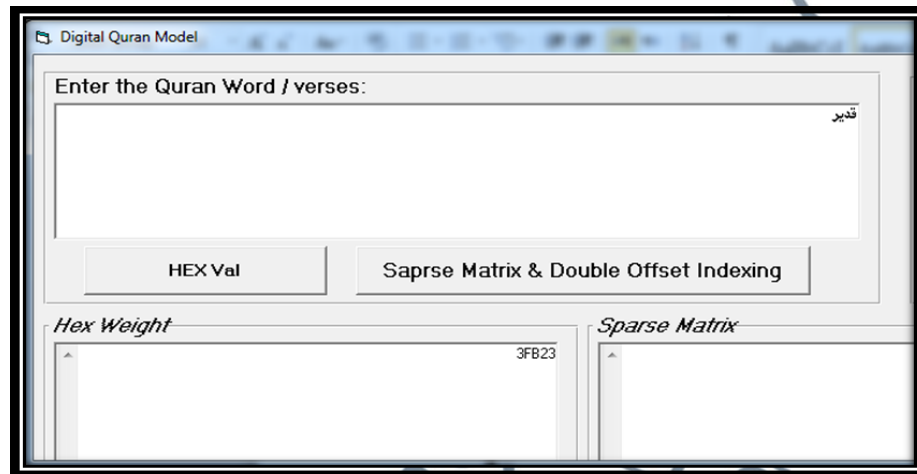 Digital Quran Model
Enter the Quran Word / verses:
قدير
HEX Val
Saprse Matrix & Double Offset Indexing
Hex Weight
Sparse Matrix
3FB23